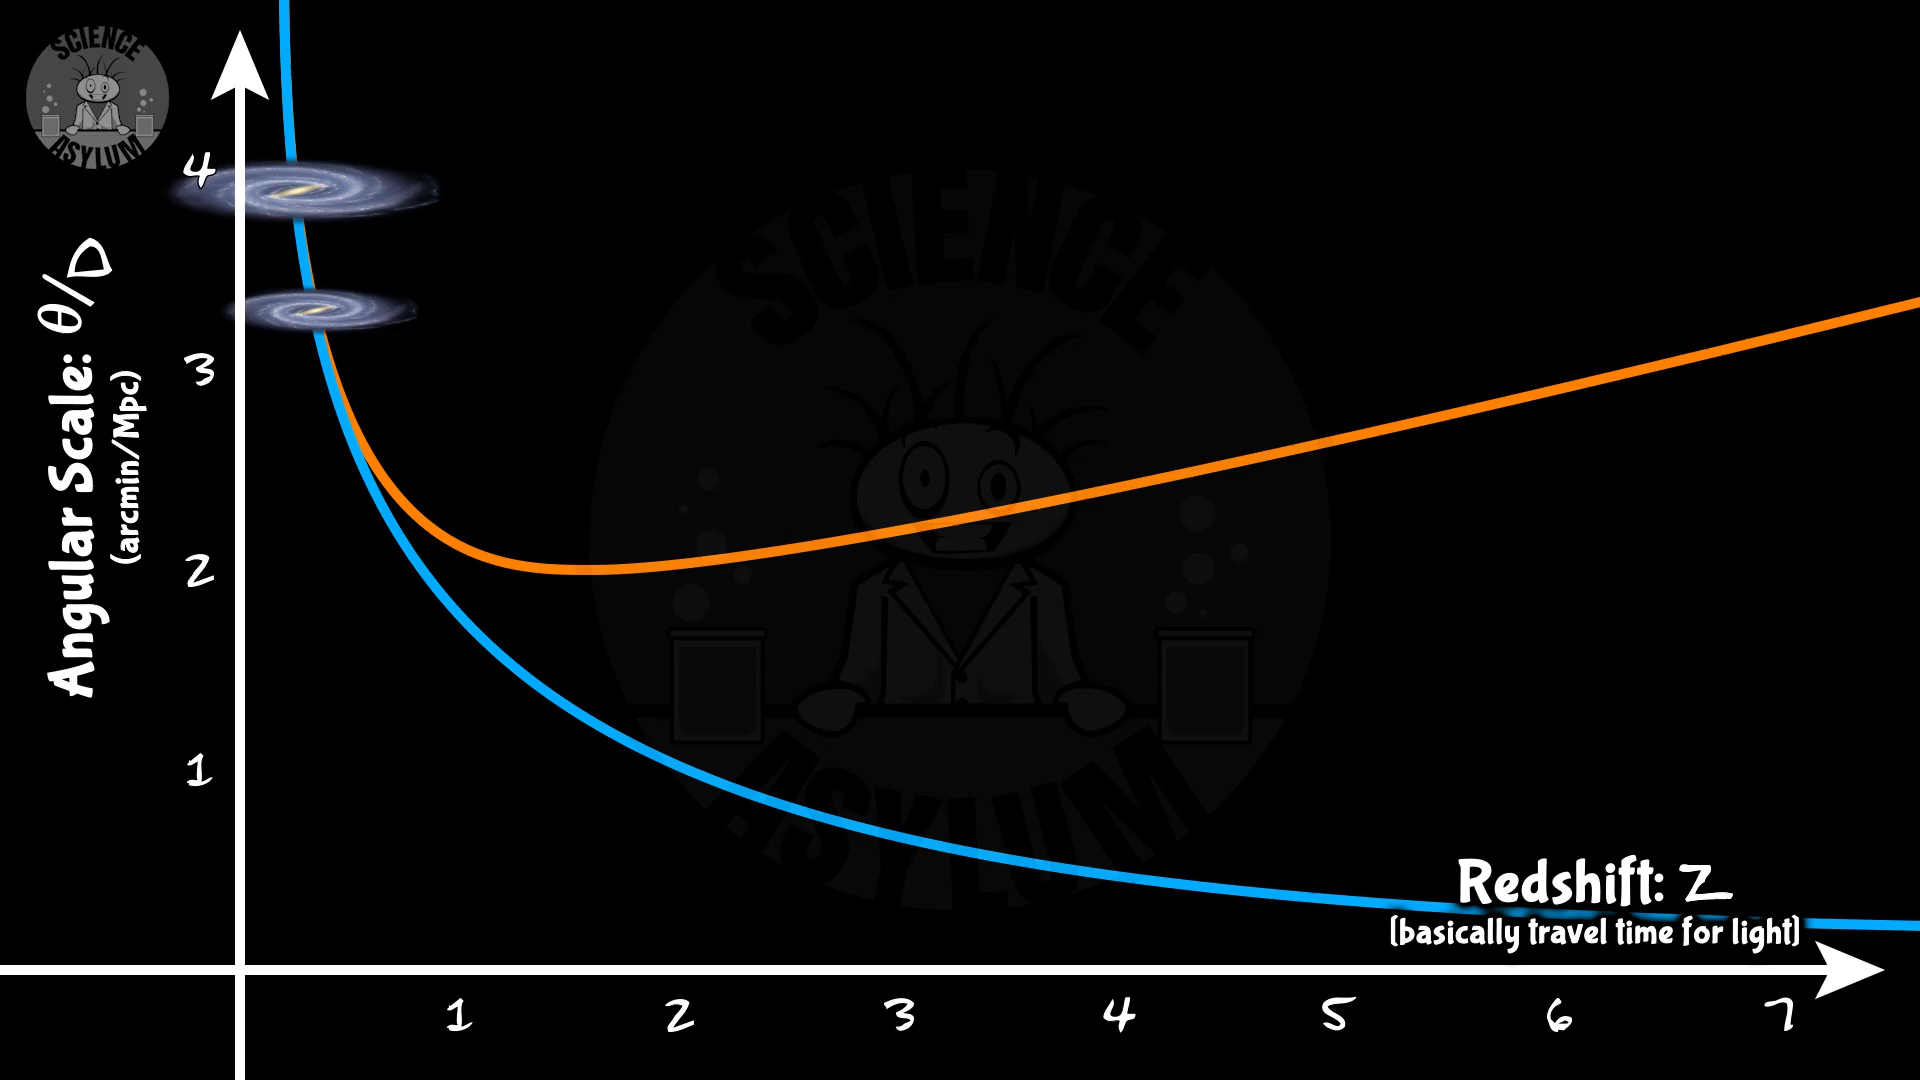 SCIENCE
ASYLUM
4
3
2
1
Angular Scale: θ/D
(arcmin/Mpc)
SCIENCE
ASYLUM
Redshift: z
(basically travel time for light)
1 2 3 4 5 6 7